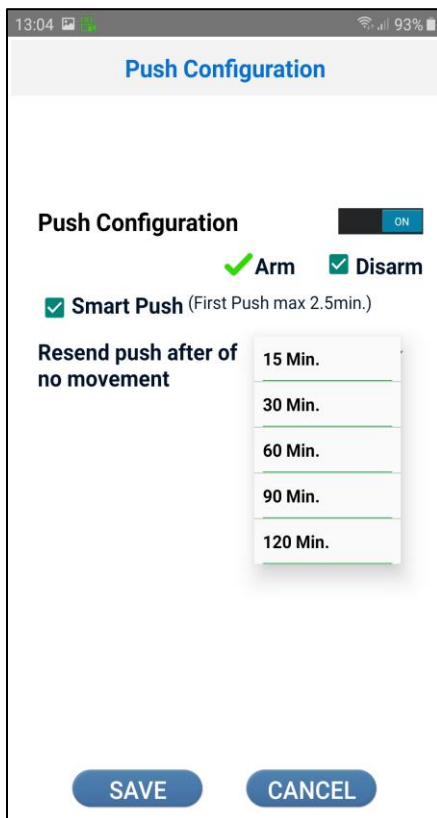 13:04 93%
Push Configuration
Push Configuration ON
Arm Disarm
Smart Push (First Push max 2.5min.)
Resend push after of
no movement
15 Min.
30 Min.
60 Min.
90 Min.
120 Min.
SAVE CANCEL